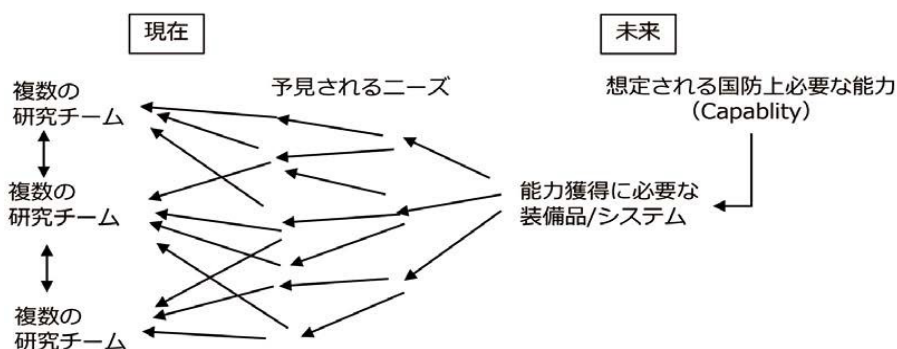 現在
未来
予見されるニーズ
想定される国防上必要な能力
（Capablity）
複数の
研究チーム
複数の
研究チーム
能力獲得に必要な
装備品/システム
複数の
研究チーム